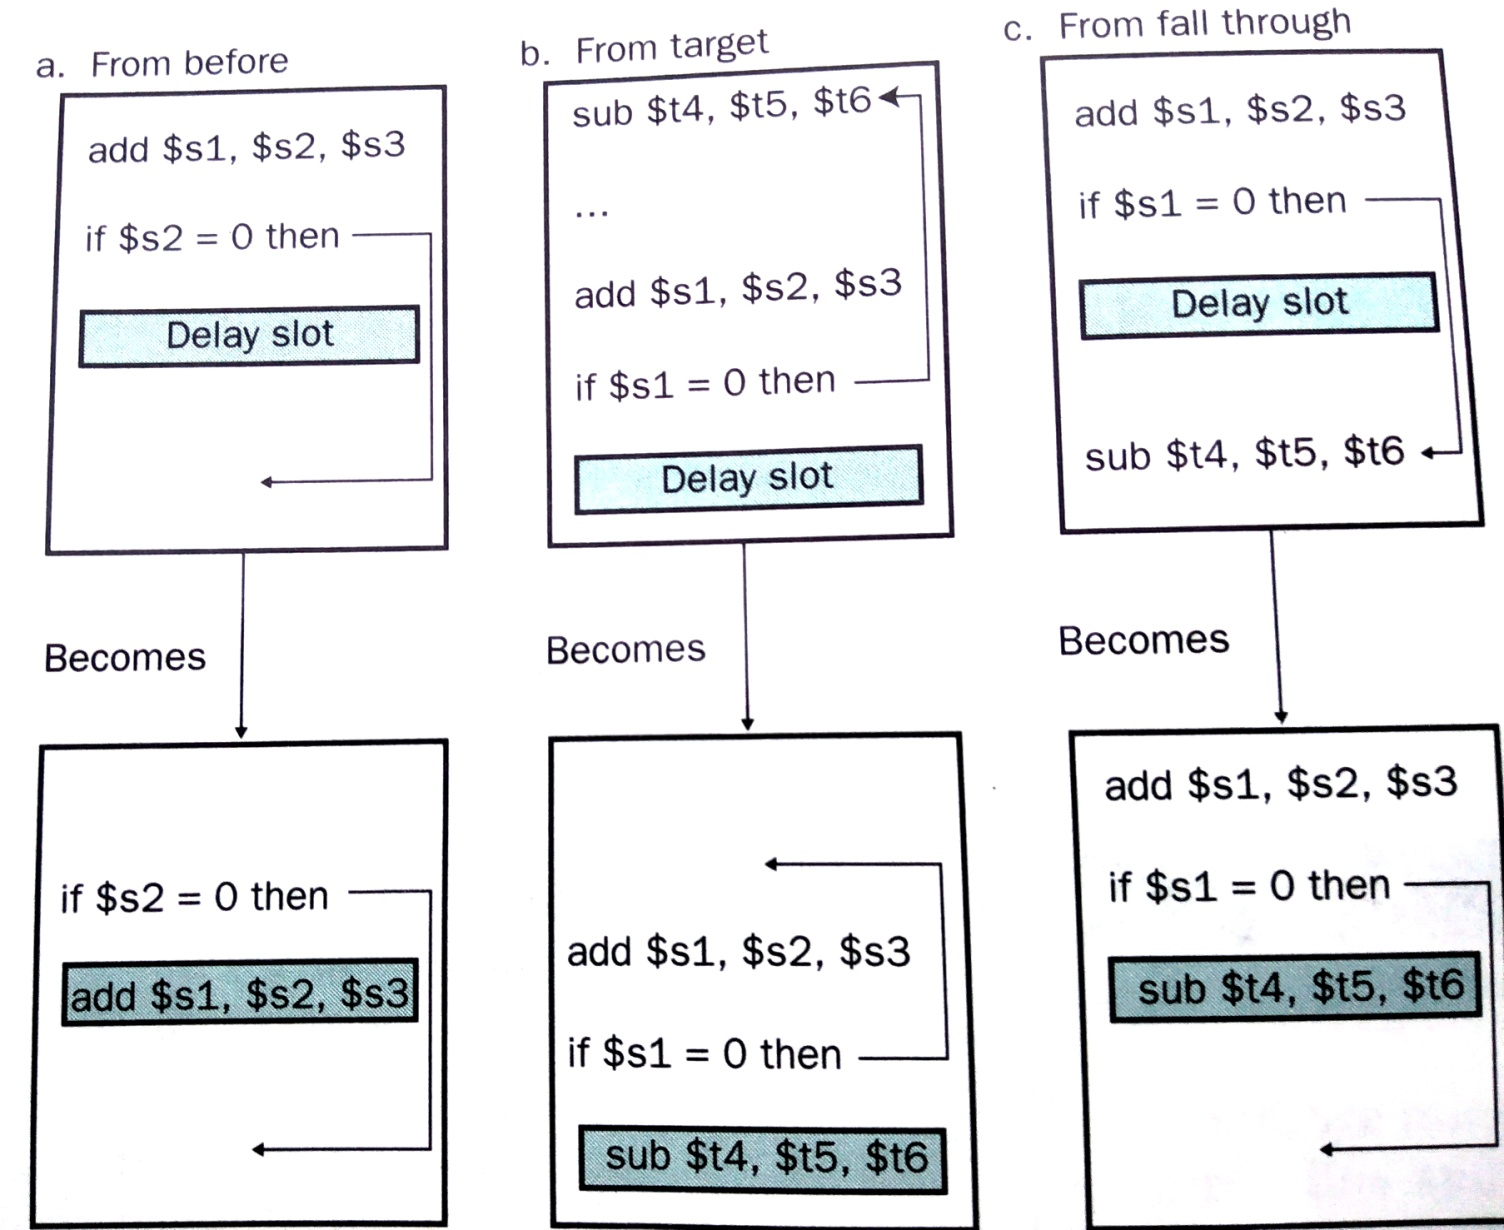 a. From before
add $s1, $s2, $s3
if $s2 = 0 then
Delay slot
Becomes
if $s2 = 0 then
add $s1, $s2, $s3
b. From target
sub $t4, $t5, $t6
...
add $s1, $s2, $s3
if $s1 = 0 then
Delay slot
Becomes
add $s1, $s2, $s3
if $s1 = 0 then
sub $t4, $t5, $t6
c. From fall through
add $s1, $s2, $s3
if $s1 = 0 then
Delay slot
sub $t4, $t5, $t6
Becomes
add $s1, $s2, $s3
if $s1 = 0 then
sub $t4, $t5, $t6